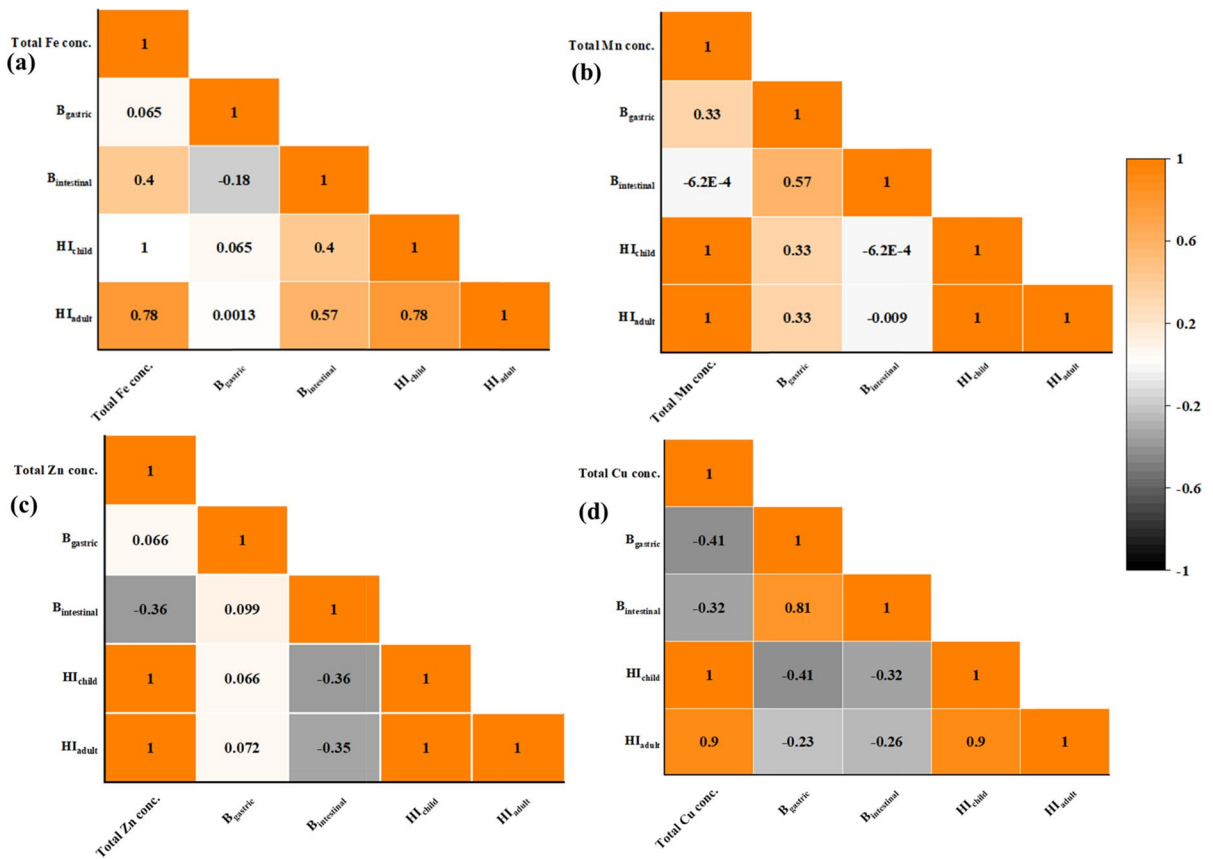 (a)
Total Fe conc.
1
Bgastric
0.065
1
Bintestinal
0.4
-0.18
1
HIchild
1
0.065
0.4
1
HIadult
0.78
0.0013
0.57
0.78
1
Total Fe conc.
Bgastric
Bintestinal
HIchild
HIadult
(b)
Total Mn conc.
1
Bgastric
0.33
1
Bintestinal
-6.2E-4
0.57
1
HIchild
1
0.33
-6.2E-4
1
HIadult
1
0.33
-0.009
1
1
Total Mn conc.
Bgastric
Bintestinal
HIchild
HIadult
1
0.6
0.2
-0.2
-0.6
-1
(c)
Total Zn conc.
1
Bgastric
0.066
1
Bintestinal
-0.36
0.099
1
HIchild
1
0.066
-0.36
1
HIadult
1
0.072
-0.35
1
1
Total Zn conc.
Bgastric
Bintestinal
HIchild
HIadult
(d)
Total Cu conc.
1
Bgastric
-0.41
1
Bintestinal
-0.32
0.81
1
HIchild
1
-0.41
-0.32
1
HIadult
0.9
-0.23
-0.26
0.9
1
Total Cu conc.
Bgastric
Bintestinal
HIchild
HIadult